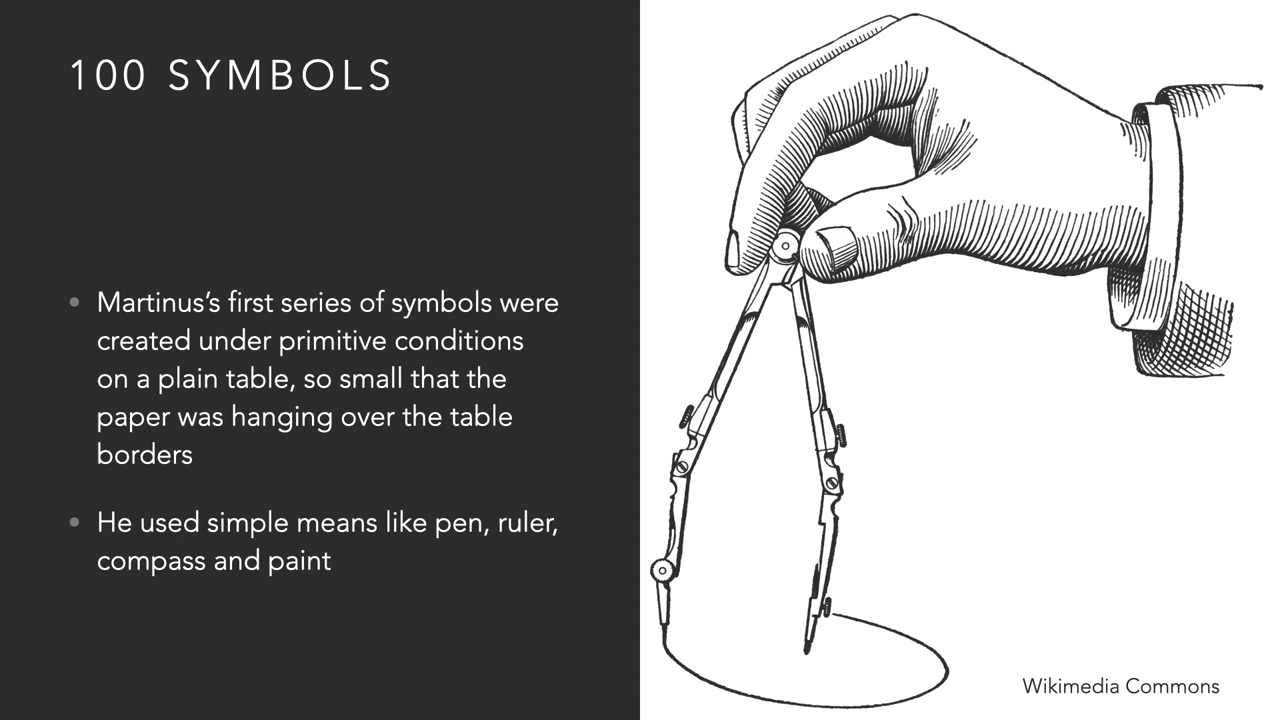 100 SYMBOLS
• Martinus’s first series of symbols were
created under primitive conditions
on a plain table, so small that the
paper was hanging over the table
borders
• He used simple means like pen, ruler,
compass and paint
Wikimedia Commons